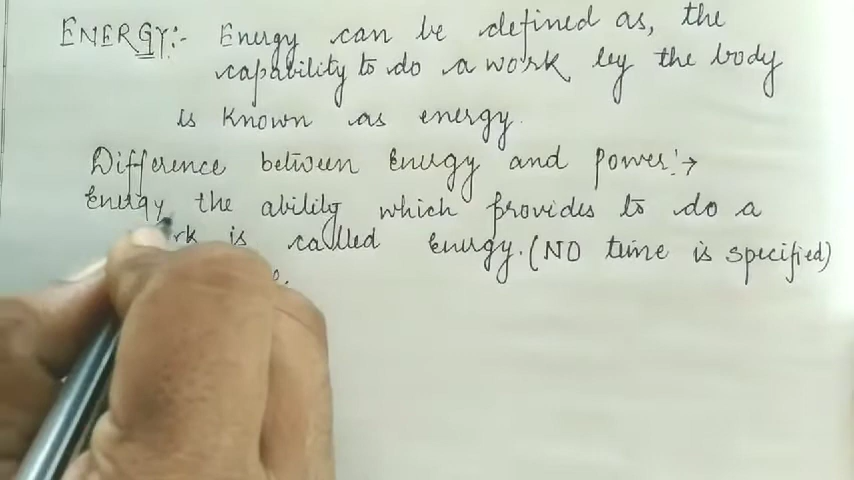 ENERGY:- Energy can be defined as, the
capability to do a work by the body
is known as energy.
Difference between Energy and Power:→
Energy the ability which provides to do a
rk is called Energy. (NO time is specified)
e.